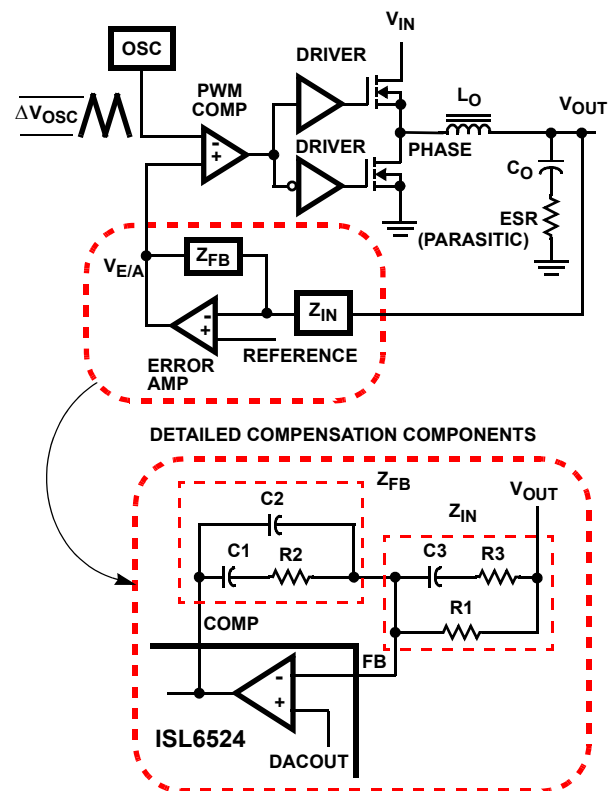 OSC
ΔVOSC
PWM
COMP
-
+
DRIVER
DRIVER
VIN
PHASE
LO
VOUT
CO
ESR
(PARASITIC)
VE/A
ZFB
ZIN
-
+
REFERENCE
ERROR
AMP
DETAILED COMPENSATION COMPONENTS
ZFB
C2
C1
R2
ZIN
VOUT
C3
R3
R1
COMP
FB
-
+
ISL6524
DACOUT